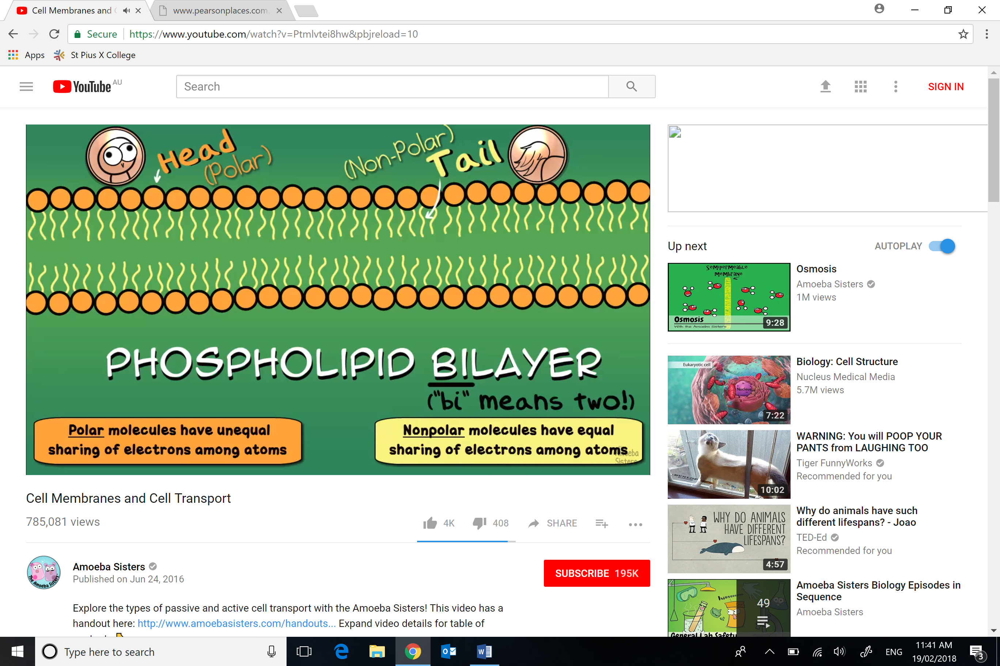 Cell Membranes and
www.pearsonplaces.com.
Secure
https://www.youtube.com/watch?v=Ptmlvtei8hw&pbjreload=10
Apps
St Pius X College
YouTube AU
Search
SIGN IN
Head
(Polar)
(Non-Polar)
Tail
PHOSPHOLIPID BILAYER
("bi" means two!)
Polar molecules have unequal
sharing of electrons among atoms
Nonpolar molecules have equal
sharing of electrons among atoms
Amoeba
Sisters
Cell Membranes and Cell Transport
785,081 views
4K
408
SHARE
The Amoeba Sisters
Amoeba Sisters
Published on Jun 24, 2016
SUBSCRIBE 195K
Explore the types of passive and active cell transport with the Amoeba Sisters! This video has a
handout here: http://www.amoebasisters.com/handouts... Expand video details for table of
Up next
AUTOPLAY
SEMIPERMEABLE
MEMBRANE
Osmosis
With the Amoeba Sisters
9:28
Osmosis
Amoeba Sisters
1M views
Eukaryotic cell
Nucleus
7:22
Biology: Cell Structure
Nucleus Medical Media
5.7M views
DUNLOP
10:02
WARNING: You will POOP YOUR
PANTS from LAUGHING TOO
Tiger FunnyWorks
Recommended for you
WHY DO ANIMALS
HAVE DIFFERENT
LIFESPANS?
4:57
Why do animals have such
different lifespans? - Joao
TED-Ed
Recommended for you
hisssss
General Lab Safety
49
Amoeba Sisters Biology Episodes in
Sequence
Amoeba Sisters
Type here to search
ENG
11:41 AM
19/02/2018
3